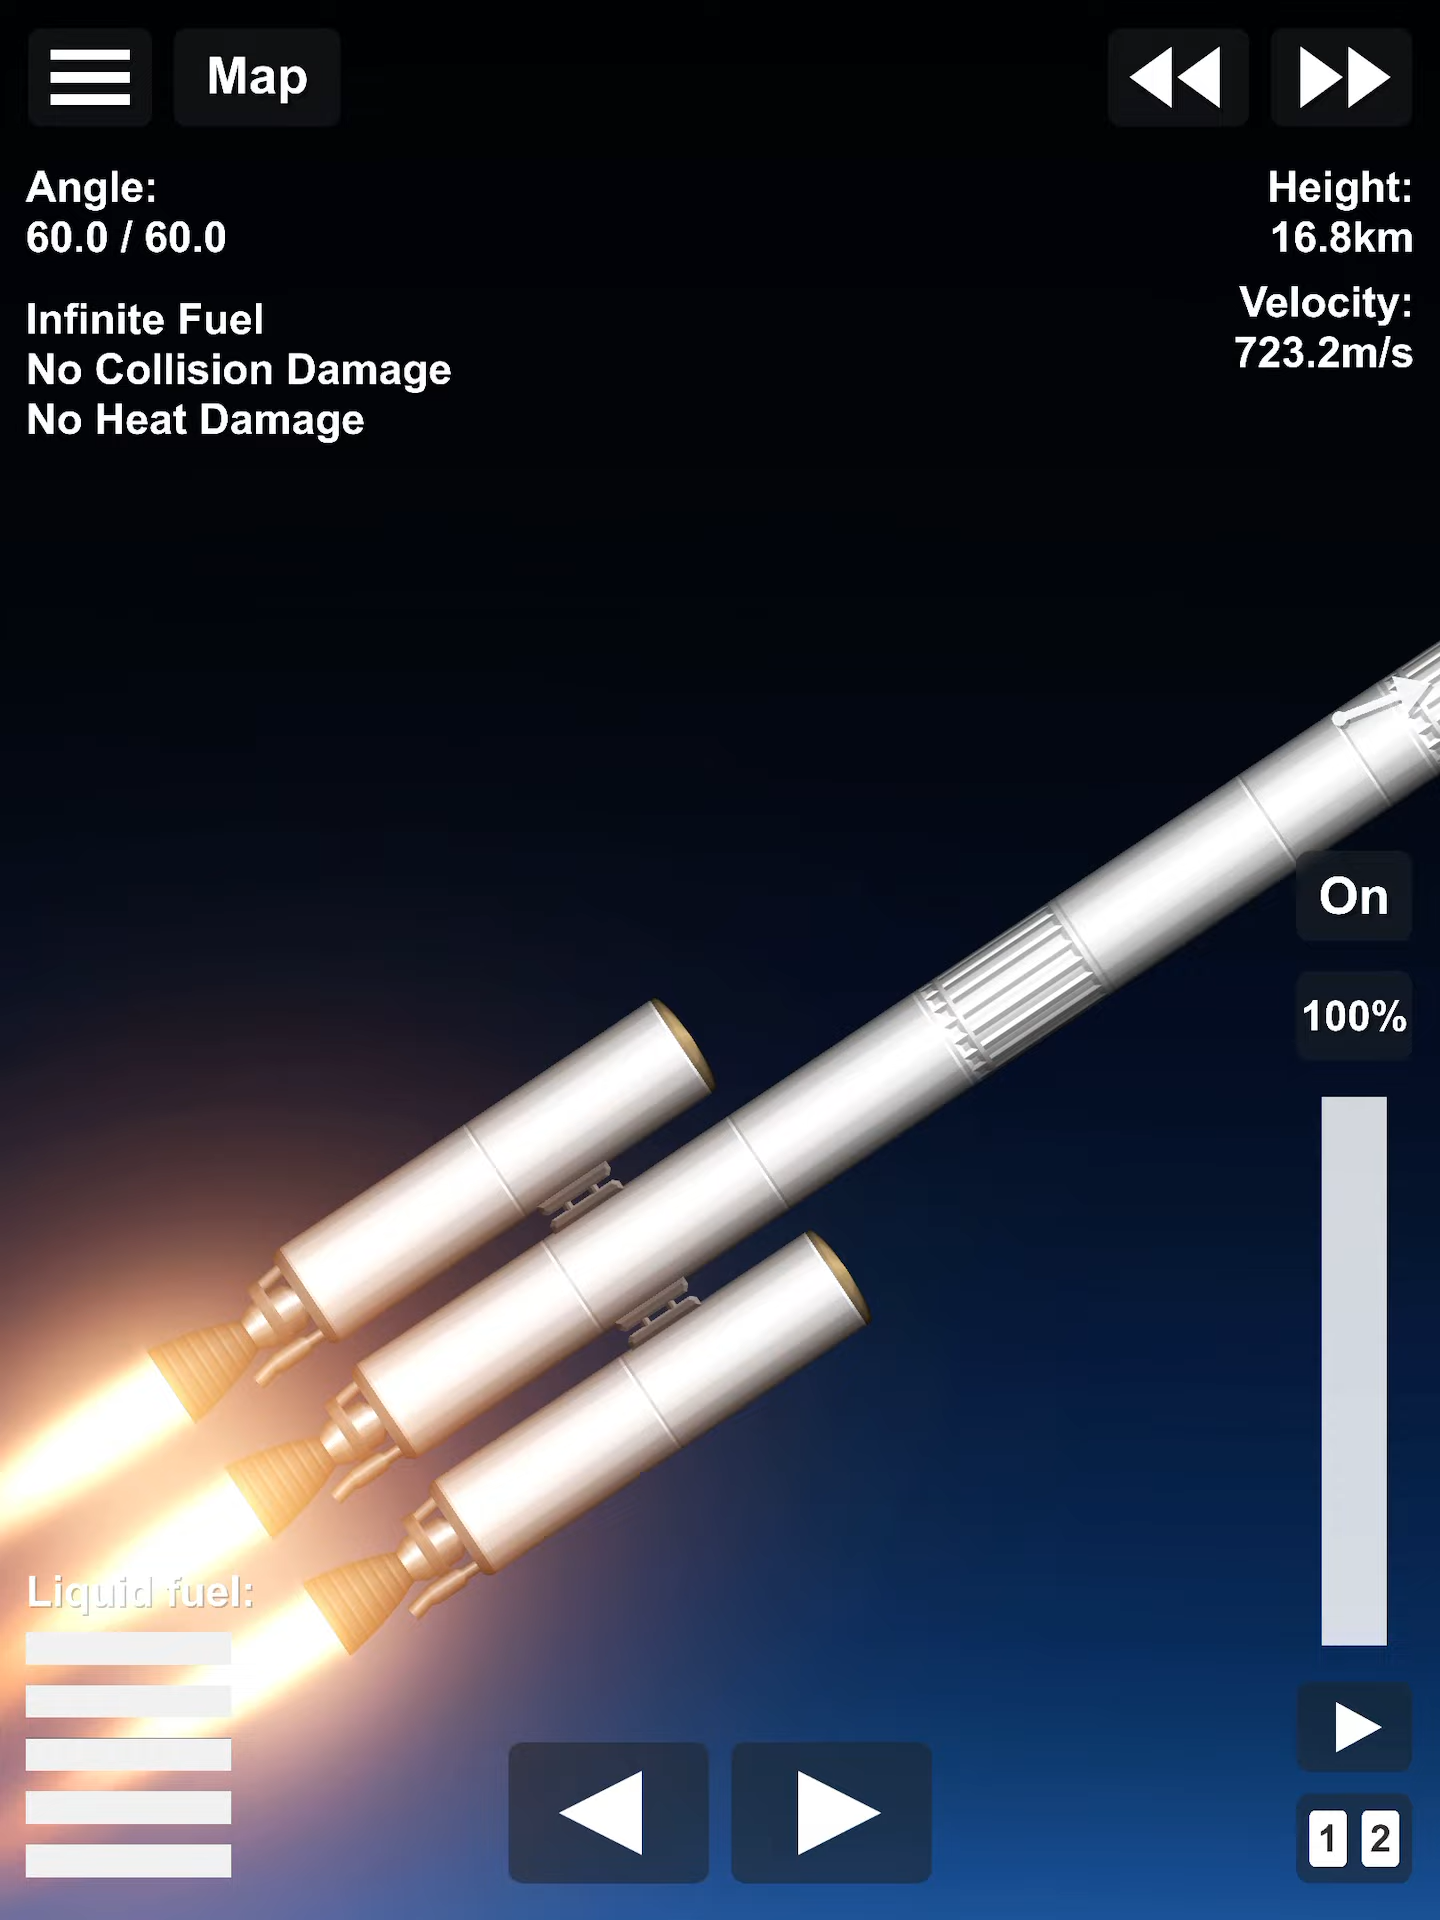 Map
Angle:
60.0 / 60.0
Infinite Fuel
No Collision Damage
No Heat Damage
Height:
16.8km
Velocity:
723.2m/s
On
100%
Liquid fuel:
1 2